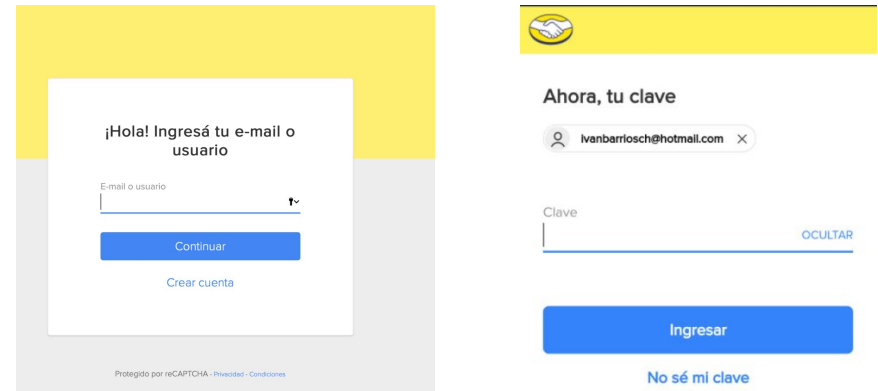 ¡Hola! Ingresá tu e-mail o
usuario
E-mail o usuario
Continuar
Crear cuenta
Protegido por reCAPTCHA - Privacidad - Condiciones
Ahora, tu clave
ivanbarriosch@hotmail.com
Clave
OCULTAR
Ingresar
No sé mi clave